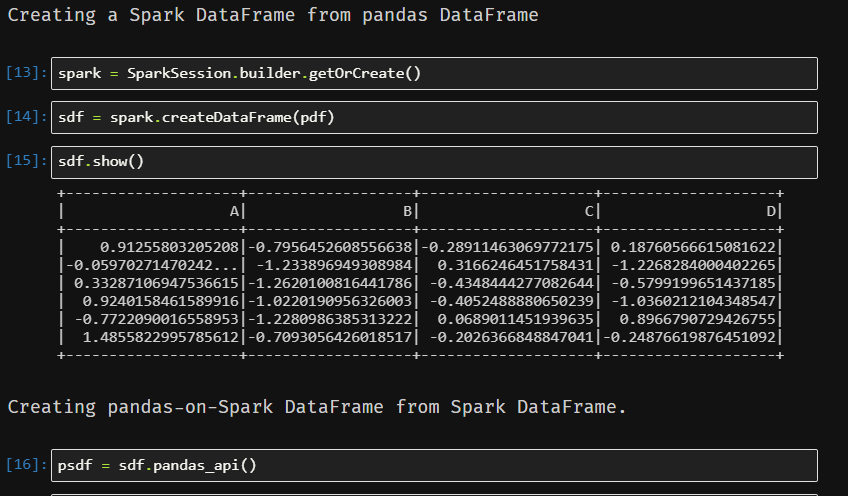 Creating a Spark DataFrame from pandas DataFrame
[13]: spark = SparkSession.builder.getOrCreate()
[14]: sdf = spark.createDataFrame(pdf)
[15]: sdf.show()
+-------------------+-------------------+--------------------+--------------------+
|                  A|                  B|                   C|                   D|
+-------------------+-------------------+--------------------+--------------------+
|   0.91255803205208|-0.7956452608556638|-0.28911463069772175| 0.18760566615081622|
|-0.05970271470242...| -1.233896949308984|  0.3166246451758431| -1.2268284000402265|
| 0.33287106947536615|-1.2620100816441786| -0.4348444277082644| -0.5799199651437185|
|  0.9240158461589916|-1.0220190956326003| -0.4052488880650239| -1.0360212104348547|
| -0.7722090016558953|-1.2280986385313222|  0.0689011451939635|  0.8966790729426755|
|  1.4855822995785612|-0.7093056426018517| -0.2026366848847041|-0.24876619876451092|
+-------------------+-------------------+--------------------+--------------------+
Creating pandas-on-Spark DataFrame from Spark DataFrame.
[16]: psdf = sdf.pandas_api()